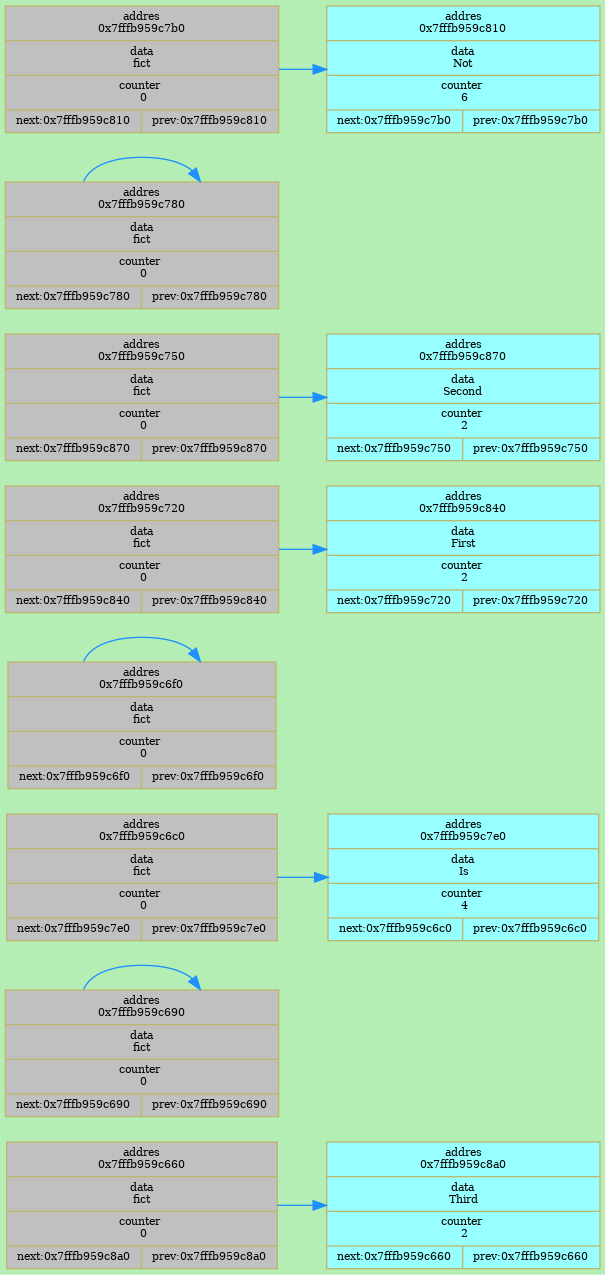 addres
0x7fffb959c7b0
data
fict
counter
0
next:0x7fffb959c810 prev:0x7fffb959c810
addres
0x7fffb959c810
data
Not
counter
6
next:0x7fffb959c7b0 prev:0x7fffb959c7b0
addres
0x7fffb959c780
data
fict
counter
0
next:0x7fffb959c780 prev:0x7fffb959c780
addres
0x7fffb959c750
data
fict
counter
0
next:0x7fffb959c870 prev:0x7fffb959c870
addres
0x7fffb959c870
data
Second
counter
2
next:0x7fffb959c750 prev:0x7fffb959c750
addres
0x7fffb959c720
data
fict
counter
0
next:0x7fffb959c840 prev:0x7fffb959c840
addres
0x7fffb959c840
data
First
counter
2
next:0x7fffb959c720 prev:0x7fffb959c720
addres
0x7fffb959c6f0
data
fict
counter
0
next:0x7fffb959c6f0 prev:0x7fffb959c6f0
addres
0x7fffb959c6c0
data
fict
counter
0
next:0x7fffb959c7e0 prev:0x7fffb959c7e0
addres
0x7fffb959c7e0
data
Is
counter
4
next:0x7fffb959c6c0 prev:0x7fffb959c6c0
addres
0x7fffb959c690
data
fict
counter
0
next:0x7fffb959c690 prev:0x7fffb959c690
addres
0x7fffb959c660
data
fict
counter
0
next:0x7fffb959c8a0 prev:0x7fffb959c8a0
addres
0x7fffb959c8a0
data
Third
counter
2
next:0x7fffb959c660 prev:0x7fffb959c660